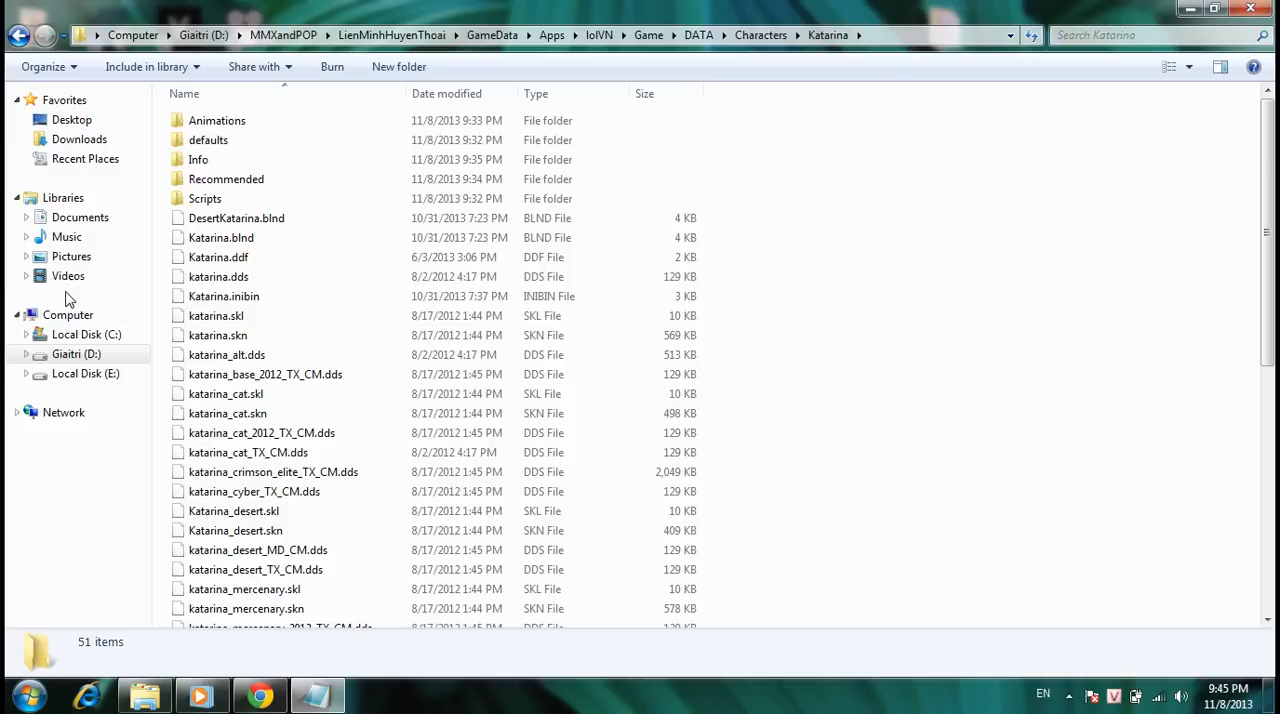 Computer Giaitri (D:) MMXandPOP LienMinhHuyenThoai GameData Apps lolVN Game DATA Characters Katarina Search Katarina
Organize Include in library Share with Burn New folder
Favorites
Desktop
Downloads
Recent Places
Libraries
Documents
Music
Pictures
Videos
Computer
Local Disk (C:)
Giaitri (D:)
Local Disk (E:)
Network
Name Date modified Type Size
Animations 11/8/2013 9:33 PM File folder
defaults 11/8/2013 9:32 PM File folder
Info 11/8/2013 9:35 PM File folder
Recommended 11/8/2013 9:34 PM File folder
Scripts 11/8/2013 9:32 PM File folder
DesertKatarina.blnd 10/31/2013 7:23 PM BLND File 4 KB
Katarina.blnd 10/31/2013 7:23 PM BLND File 4 KB
Katarina.ddf 6/3/2013 3:06 PM DDF File 2 KB
katarina.dds 8/2/2012 4:17 PM DDS File 129 KB
Katarina.inibin 10/31/2013 7:37 PM INIBIN File 3 KB
katarina.skl 8/17/2012 1:44 PM SKL File 10 KB
katarina.skn 8/17/2012 1:44 PM SKN File 569 KB
katarina_alt.dds 8/2/2012 4:17 PM DDS File 513 KB
katarina_base_2012_TX_CM.dds 8/17/2012 1:44 PM DDS File 129 KB
katarina_cat.skl 8/17/2012 1:44 PM SKL File 10 KB
katarina_cat.skn 8/17/2012 1:44 PM SKN File 498 KB
katarina_cat_2012_TX_CM.dds 8/17/2012 1:44 PM DDS File 129 KB
katarina_cat_TX_CM.dds 8/2/2012 4:17 PM DDS File 129 KB
katarina_crimson_elite_TX_CM.dds 8/17/2012 1:45 PM DDS File 2,049 KB
katarina_cyber_TX_CM.dds 8/17/2012 1:45 PM DDS File 129 KB
Katarina_desert.skl 8/17/2012 1:44 PM SKL File 10 KB
Katarina_desert.skn 8/17/2012 1:44 PM SKN File 409 KB
katarina_desert_MD_CM.dds 8/17/2012 1:45 PM DDS File 129 KB
katarina_desert_TX_CM.dds 8/17/2012 1:45 PM DDS File 129 KB
katarina_mercenary.skl 8/17/2012 1:44 PM SKL File 10 KB
katarina_mercenary.skn 8/17/2012 1:44 PM SKN File 578 KB
katarina_mercenary_2012_TX_CM.dds 8/17/2012 1:45 PM DDS File 129 KB
51 items
EN V 9:45 PM
11/8/2013